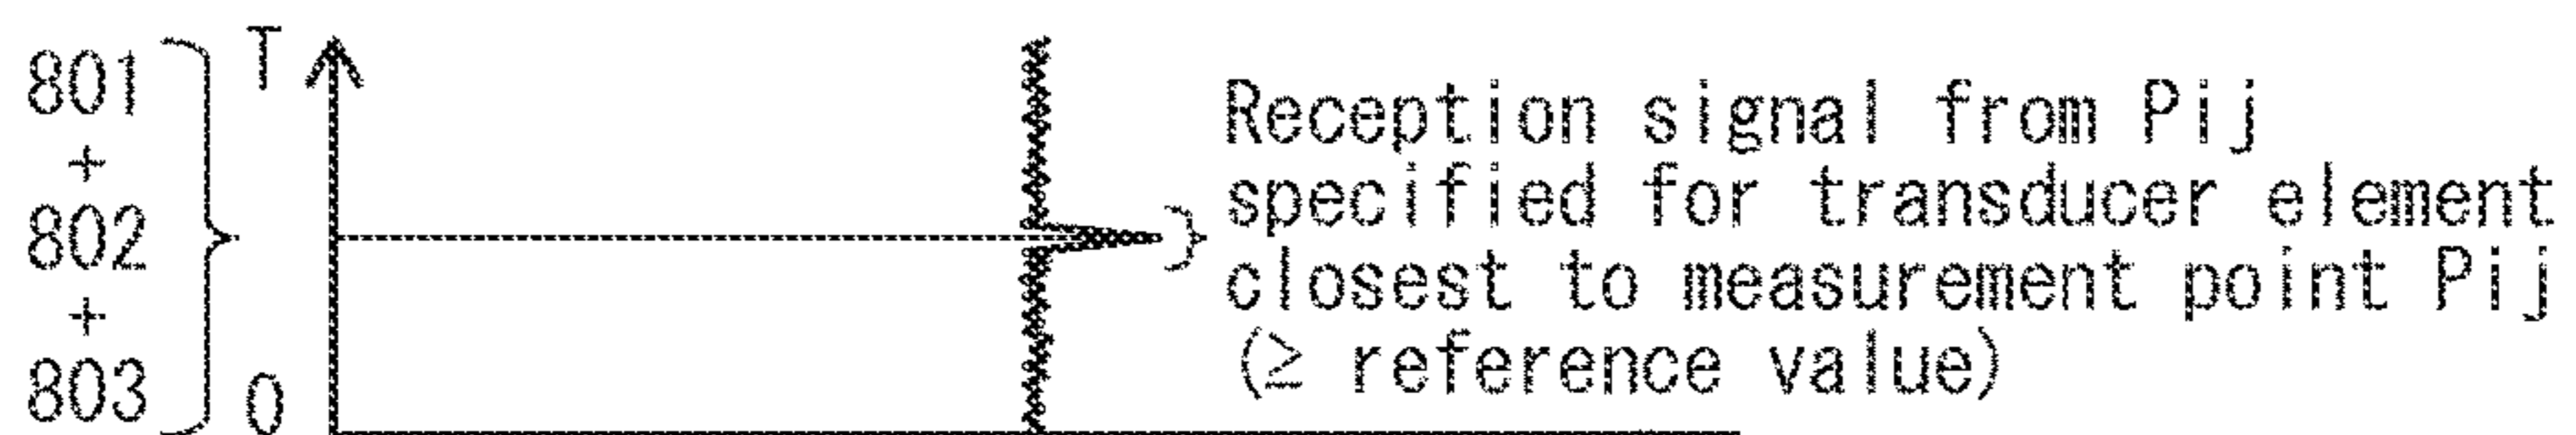 801
+
802
+
803
T
0
Reception signal from Pij
specified for transducer element
closest to measurement point Pij
(≥ reference value)